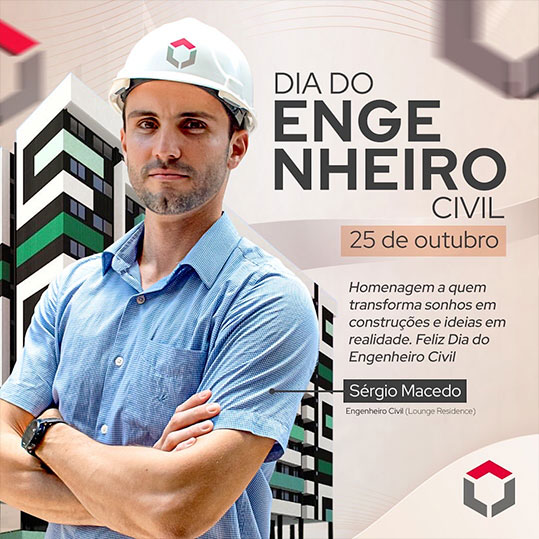 DIA DO
ENGE
NHEIRO
CIVIL
25 de outubro
Homenagem a quem
transforma sonhos em
construções e ideias em
realidade. Feliz Dia do
Engenheiro Civil
Sérgio Macedo
Engenheiro Civil (Lounge Residence)